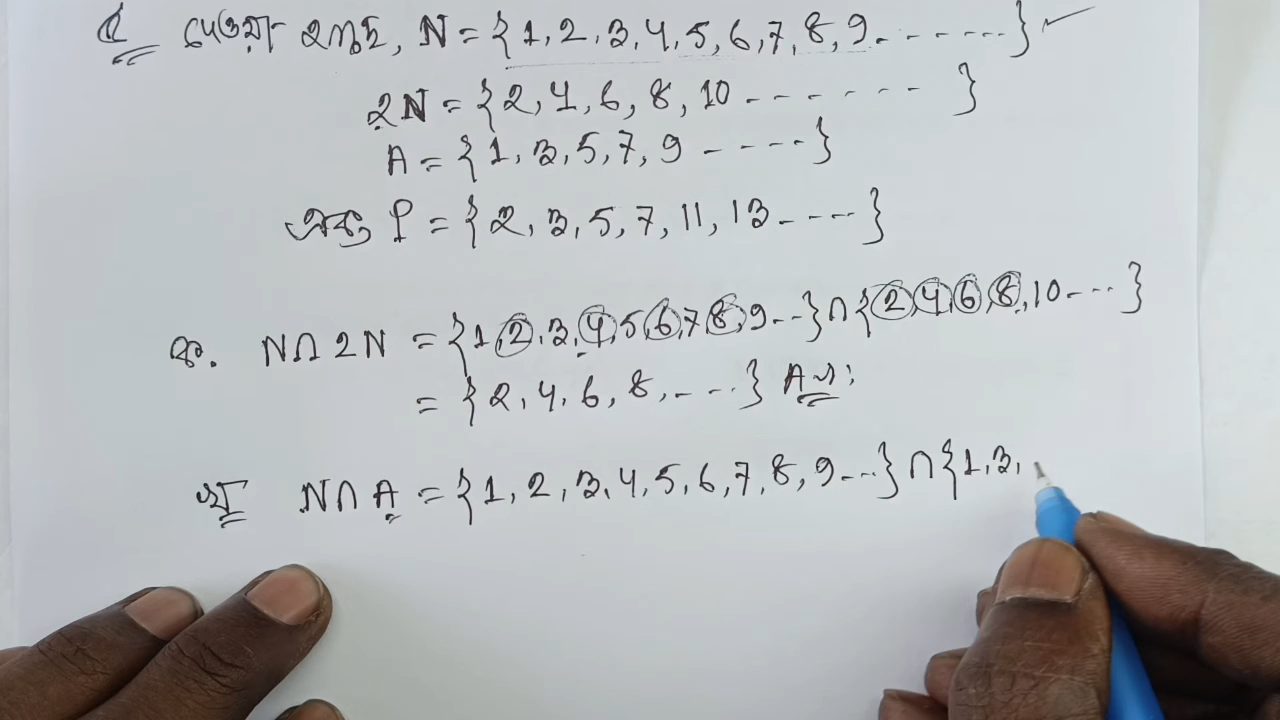 দেওয়া আছে, N = {1, 2, 3, 4, 5, 6, 7, 8, 9.......}
2N = {2, 4, 6, 8, 10 -------}
A = {1, 3, 5, 7, 9 -----}
এবং P = {2, 3, 5, 7, 11, 13 ----}
ক. N∩2N = {1, 2, 3, 4, 5, 6, 7, 8, 9...}∩{2, 4, 6, 8, 10....}
= {2, 4, 6, 8, ....} Ans:
খ N∩A = {1, 2, 3, 4, 5, 6, 7, 8, 9...}∩{1, 3,